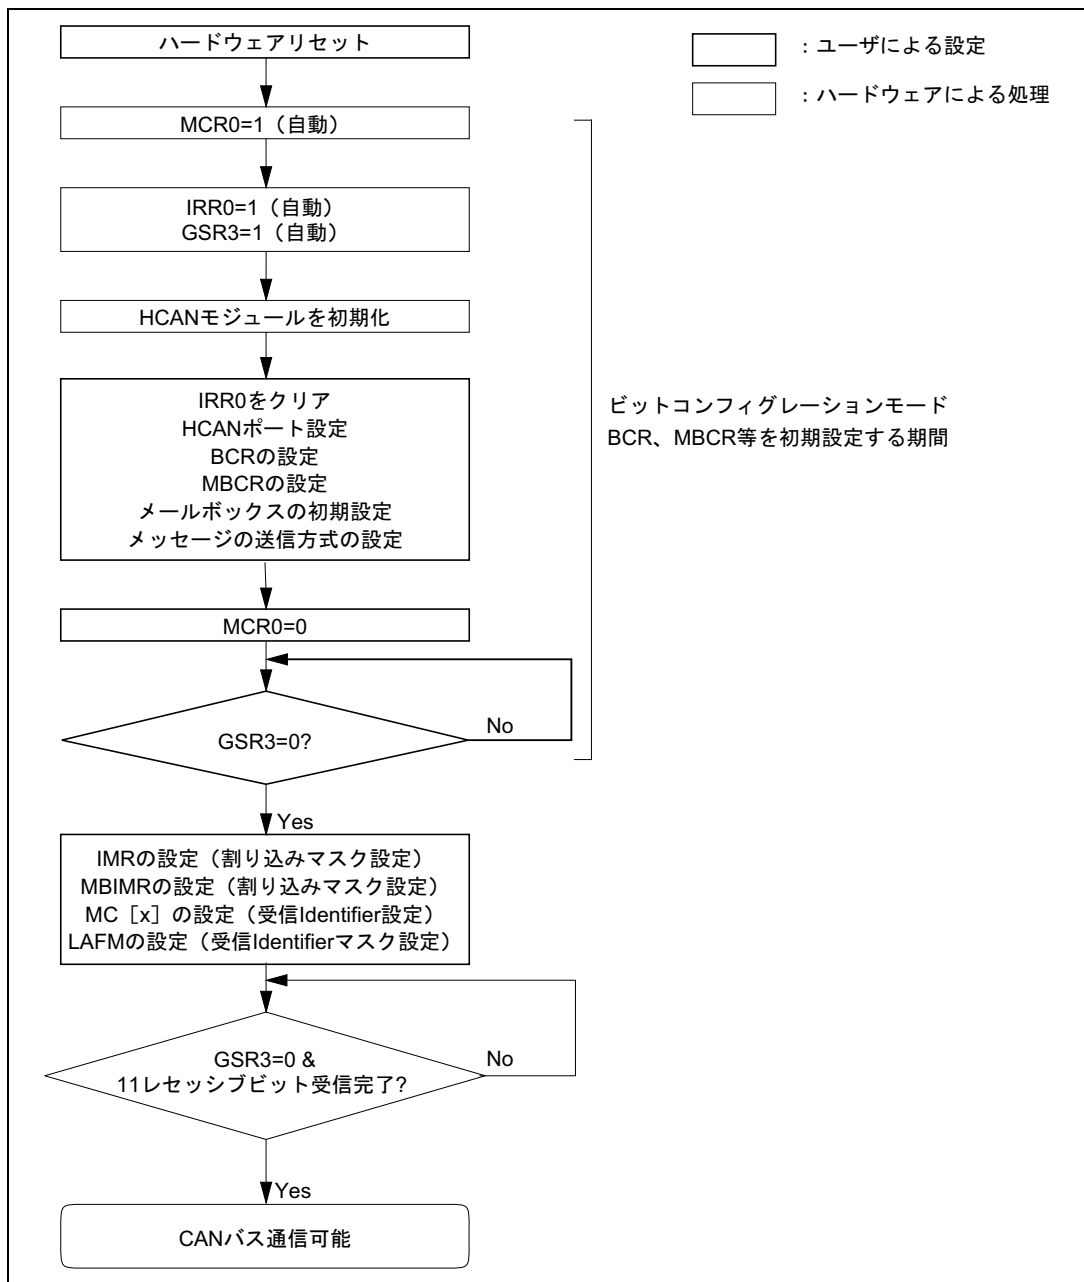 ハードウェアリセット
：ユーザによる設定
：ハードウェアによる処理
MCR0=1（自動）
IRR0=1（自動）
GSR3=1（自動）
HCANモジュールを初期化
IRR0をクリア
HCANポート設定
BCRの設定
MBCRの設定
メールボックスの初期設定
メッセージの送信方式の設定
ビットコンフィグレーションモード
BCR、MBCR等を初期設定する期間
MCR0=0
GSR3=0?
No
Yes
IMRの設定（割り込みマスク設定）
MBIMRの設定（割り込みマスク設定）
MC［x］の設定（受信Identifier設定）
LAFMの設定（受信Identifierマスク設定）
GSR3=0 &
11レセッシブビット受信完了?
No
Yes
CANバス通信可能